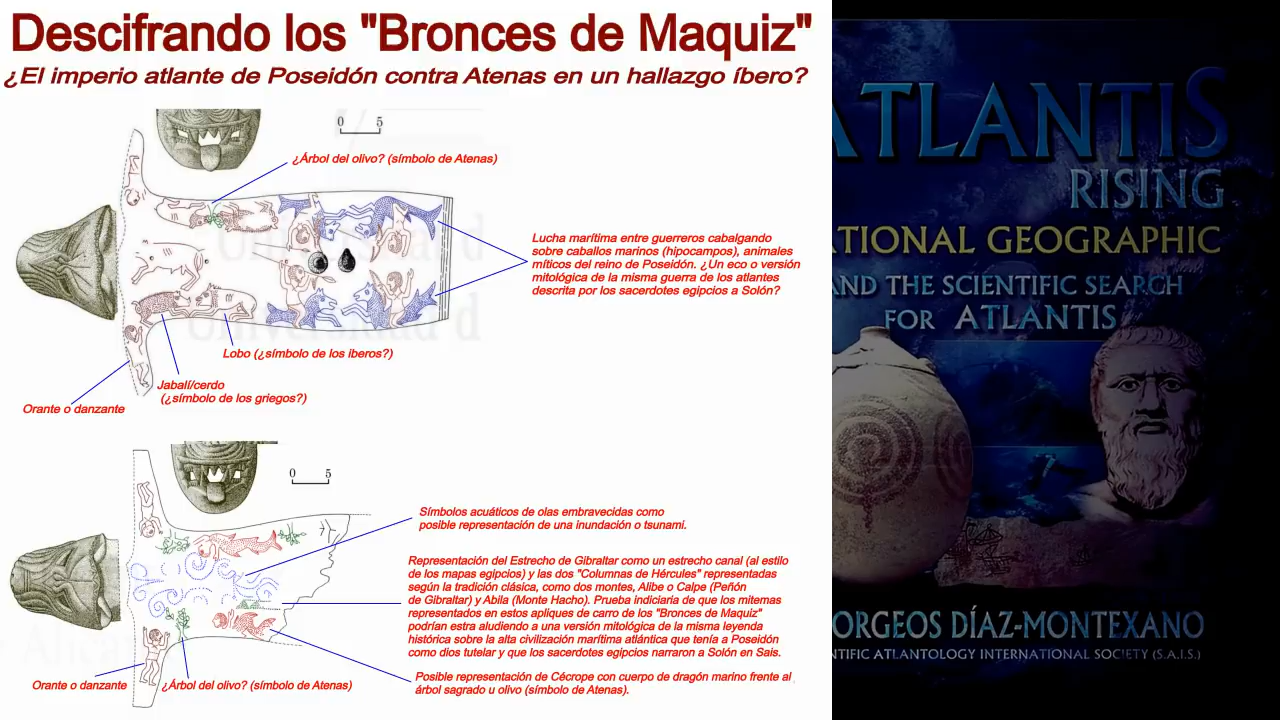 Descifrando los "Bronces de Maquiz"
¿El imperio atlante de Poseidón contra Atenas en un hallazgo íbero?
0 5
¿Árbol del olivo? (símbolo de Atenas)
Lucha marítima entre guerreros cabalgando
sobre caballos marinos (hipocampos), animales
míticos del reino de Poseidón. ¿Un eco o versión
mitológica de la misma guerra de los atlantes
descrita por los sacerdotes egipcios a Solón?
Lobo (¿símbolo de los iberos?)
Jabalí/cerdo
(¿símbolo de los griegos?)
Orante o danzante
0 5
Símbolos acuáticos de olas embravecidas como
posible representación de una inundación o tsunami.
Representación del Estrecho de Gibraltar como un estrecho canal (al estilo
de los mapas egipcios) y las dos "Columnas de Hércules" representadas
según la tradición clásica, como dos montes, Alibe o Calpe (Peñón
de Gibraltar) y Abila (Monte Hacho). Prueba indiciaría de que los mitemas
representados en estos apliques de carro de los "Bronces de Maquiz"
podrían estra aludiendo a una versión mitológica de la misma leyenda
histórica sobre la alta civilización marítima atlántica que tenía a Poseidón
como dios tutelar y que los sacerdotes egipcios narraron a Solón en Sais.
Posible representación de Cécrope con cuerpo de dragón marino frente al
árbol sagrado u olivo (símbolo de Atenas).
Orante o danzante
¿Árbol del olivo? (símbolo de Atenas)
ATLANTIS
RISING
TIONAL GEOGRAPHIC
AND THE SCIENTIFIC SEARCH
FOR ATLANTIS
ORGEOS DÍAZ-MONTEXANO
NTIFIC ATLANTOLOGY INTERNATIONAL SOCIETY (S.A.I.S.)